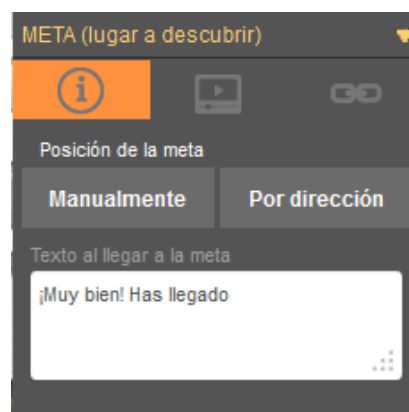 META (lugar a descubrir)
Posición de la meta
Manualmente Por dirección
Texto al llegar a la meta
¡Muy bien! Has llegado